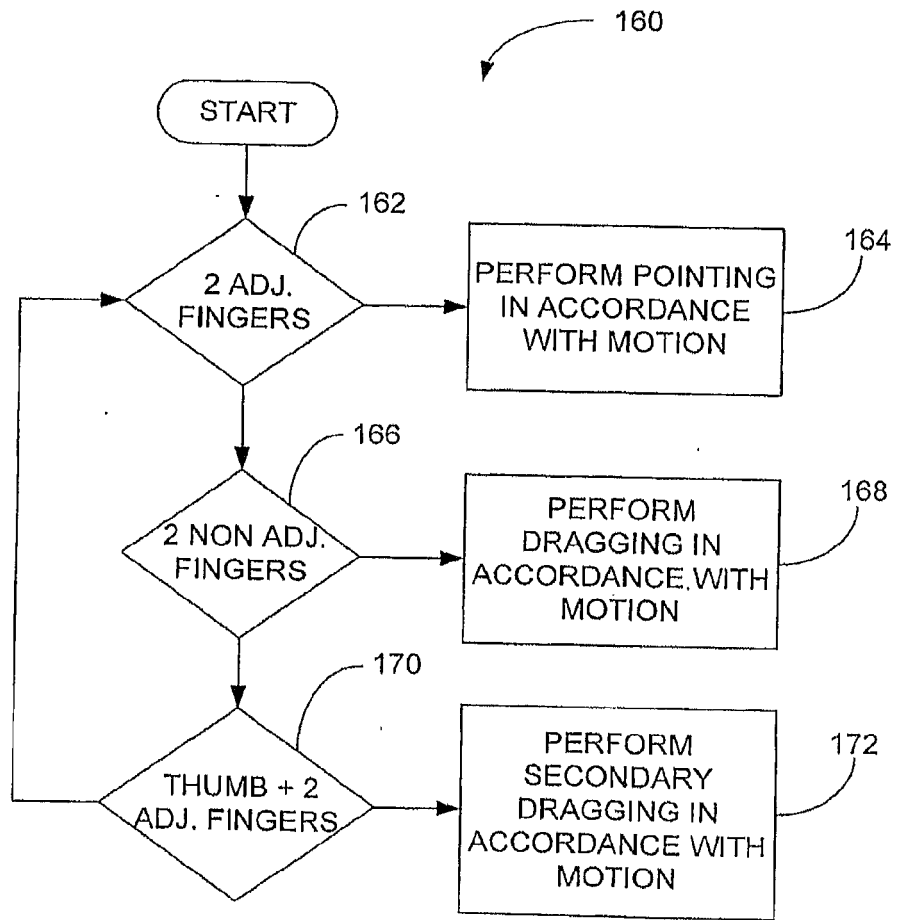 160
START
162
2 ADJ.
FINGERS
PERFORM POINTING
IN ACCORDANCE
WITH MOTION
164
166
2 NON ADJ.
FINGERS
PERFORM
DRAGGING IN
ACCORDANCE WITH
MOTION
168
170
THUMB + 2
ADJ. FINGERS
PERFORM
SECONDARY
DRAGGING IN
ACCORDANCE WITH
MOTION
172